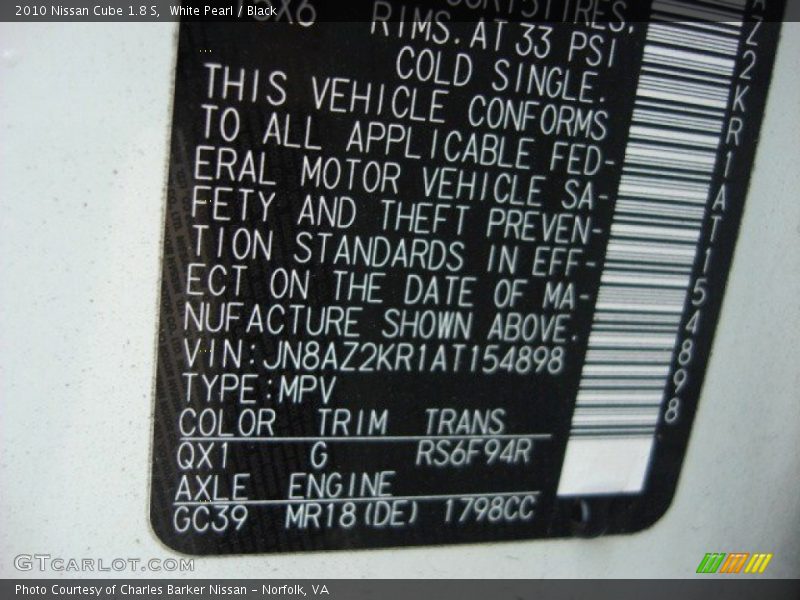 2010 Nissan Cube 1.8 S, White Pearl / Black
RIMS. AT 33 PSI
COLD SINGLE.
THIS VEHICLE CONFORMS
TO ALL APPLICABLE FED-
ERAL MOTOR VEHICLE SA-
FETY AND THEFT PREVEN-
TION STANDARDS IN EFF-
ECT ON THE DATE OF MA-
NUFACTURE SHOWN ABOVE.
VIN:JN8AZ2KR1AT154898
TYPE:MPV
COLOR TRIM TRANS
QX1 G RS6F94R
AXLE ENGINE
GC39 MR18(DE) 1798CC
Z2KR1AT154898
GTCARLOT.COM
Photo Courtesy of Charles Barker Nissan - Norfolk, VA